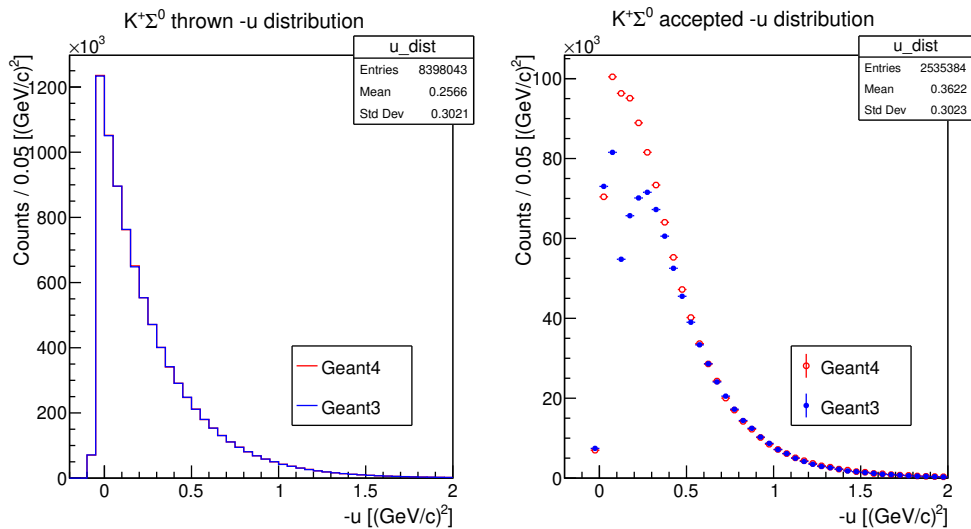 K⁺Σ⁰ thrown -u distribution
×10³
u_dist
Entries 8398043
Mean 0.2566
Std Dev 0.3021
Counts / 0.05 [(GeV/c)²]
1200
1000
800
600
400
200
0
Geant4
Geant3
0 0.5 1 1.5 2
-u [(GeV/c)²]
K⁺Σ⁰ accepted -u distribution
×10³
u_dist
Entries 2535384
Mean 0.3622
Std Dev 0.3023
Counts / 0.05 [(GeV/c)²]
100
80
60
40
20
0
Geant4
Geant3
0 0.5 1 1.5 2
-u [(GeV/c)²]